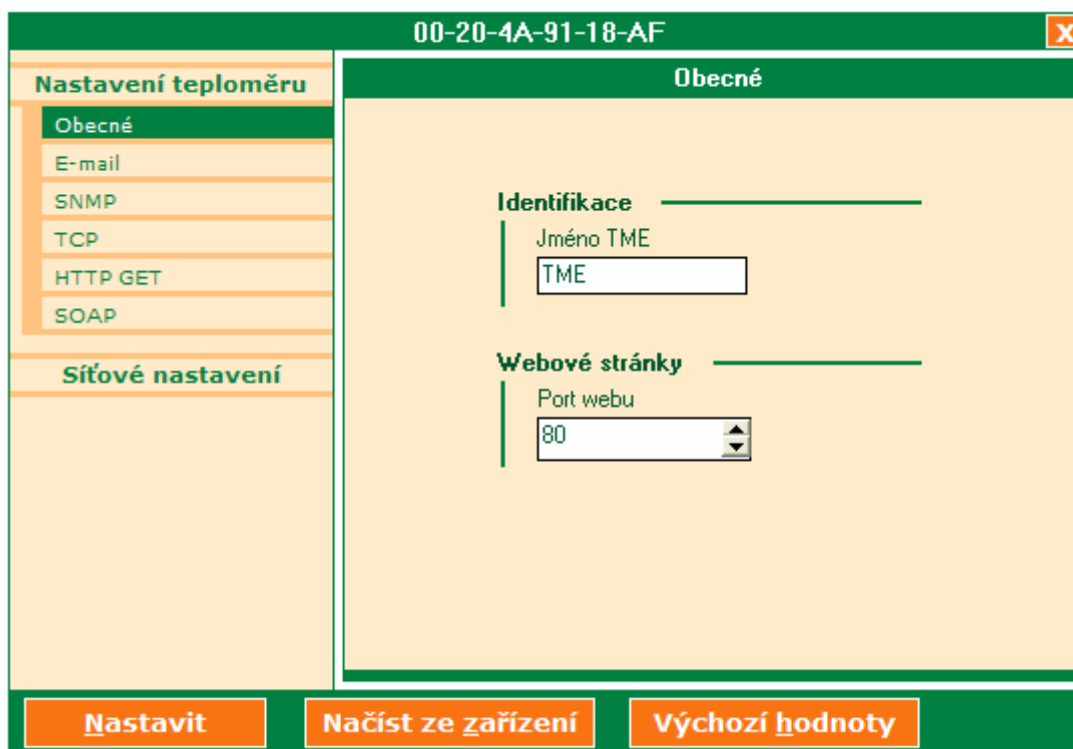 00-20-4A-91-18-AF
X
Nastavení teploměru
Obecné
E-mail
SNMP
TCP
HTTP GET
SOAP
Síťové nastavení
Obecné
Identifikace
Jméno TME
TME
Webové stránky
Port webu
80
Nastavit
Načíst ze zařízení
Výchozí hodnoty